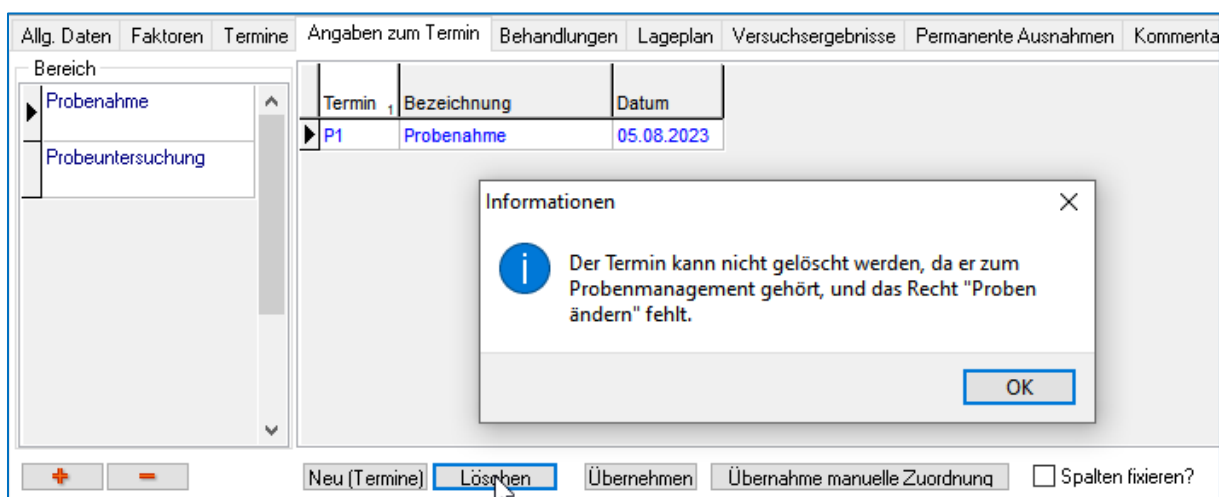 Allg. Daten Faktoren Termine Angaben zum Termin Behandlungen Lageplan Versuchsergebnisse Permanente Ausnahmen Kommenta
Bereich
Probenahme
Probeuntersuchung
Termin 1 Bezeichnung Datum
P1 Probenahme 05.08.2023
Informationen
Der Termin kann nicht gelöscht werden, da er zum
Probenmanagement gehört, und das Recht "Proben
ändern" fehlt.
OK
Neu (Termine) Löschen Übernehmen Übernahme manuelle Zuordnung Spalten fixieren?